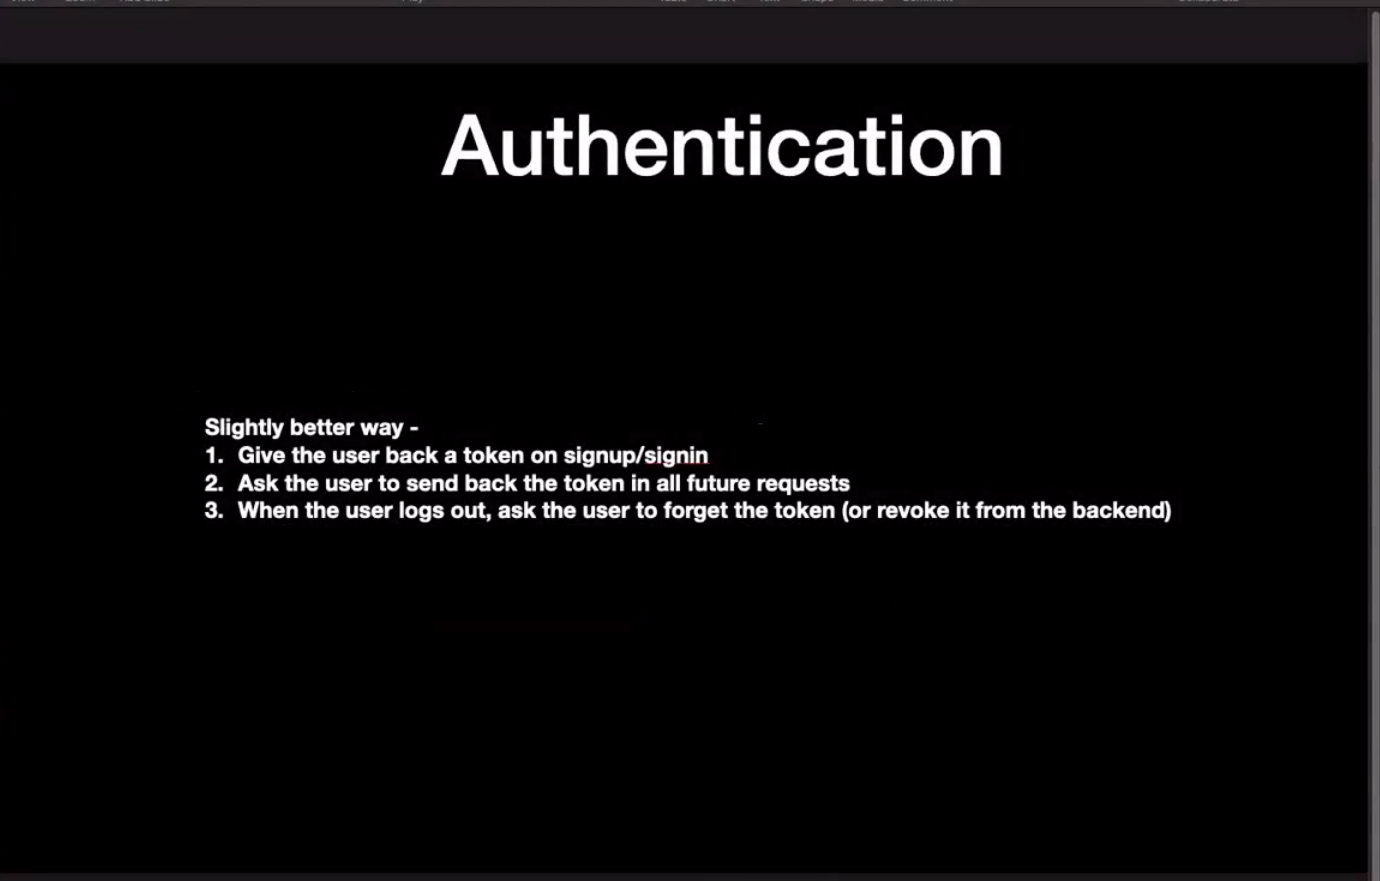 Authentication
Slightly better way -
1. Give the user back a token on signup/signin
2. Ask the user to send back the token in all future requests
3. When the user logs out, ask the user to forget the token (or revoke it from the backend)